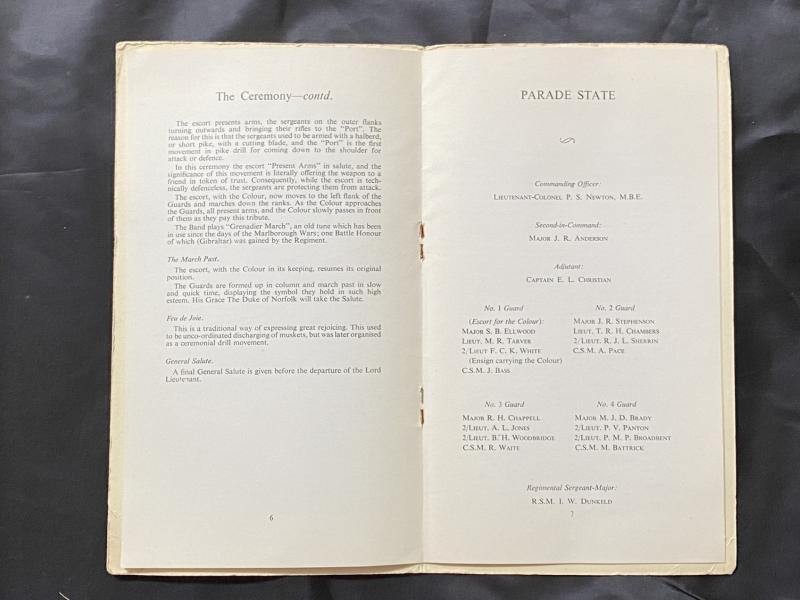 The Ceremony—contd.
The escort presents arms, the sergeants on the outer flanks
turning outwards and bringing their rifles to the "Port". The
reason for this is that the sergeants used to be armed with a halberd,
or short pike, with a cutting blade, and the "Port" is the first
movement in pike drill for coming down to the shoulder for
attack or defence.
In this ceremony the escort "Present Arms" in salute, and the
significance of this movement is literally offering the weapon to a
friend in token of trust. Consequently, while the escort is tech-
nically defenceless, the sergeants are protecting them from attack.
The escort, with the Colour, now moves to the left flank of the
Guards and marches down the ranks. As the Colour approaches
the Guards, all present arms, and the Colour slowly passes in front
of them as they pay this tribute.
The Band plays "Grenadier March", an old tune which has been
in use since the days of the Marlborough Wars; one Battle Honour
of which (Gibraltar) was gained by the Regiment.
The March Past.
The escort, with the Colour in its keeping, resumes its original
position.
The Guards are formed up in column and march past in slow
and quick time, displaying the symbol they hold in such high
esteem. His Grace The Duke of Norfolk will take the Salute.
Feu de Joie.
This is a traditional way of expressing great rejoicing. This used
to be unco-ordinated discharging of muskets, but was later organised
as a ceremonial drill movement.
General Salute.
A final General Salute is given before the departure of the Lord
Lieutenant.
6
PARADE STATE
Commanding Officer:
LIEUTENANT-COLONEL P. S. NEWTON, M.B.E.
Second-in-Command:
MAJOR J. R. ANDERSON
Adjutant:
CAPTAIN E. L. CHRISTIAN
No. 1 Guard
(Escort for the Colour):
MAJOR S. B. ELLWOOD
LIEUT. M. R. TARVER
2/LIEUT F. C. K. WHITE
(Ensign carrying the Colour)
C.S.M. J. BASS
No. 2 Guard
MAJOR J. R. STEPHENSON
LIEUT. T. R. H. CHAMBERS
2/LIEUT. R. J. L. SHERRIN
C.S.M. A. PACE
No. 3 Guard
MAJOR R. H. CHAPPELL
2/LIEUT. A. L. JONES
2/LIEUT. B. H. WOODBRIDGE
C.S.M. R. WAITE
No. 4 Guard
MAJOR M. J. D. BRADY
2/LIEUT. P. V. PANTON
2/LIEUT. P. M. P. BROADBENT
C.S.M. M. BATTRICK
Regimental Sergeant-Major:
R.S.M. I. W. DUNKELD
7